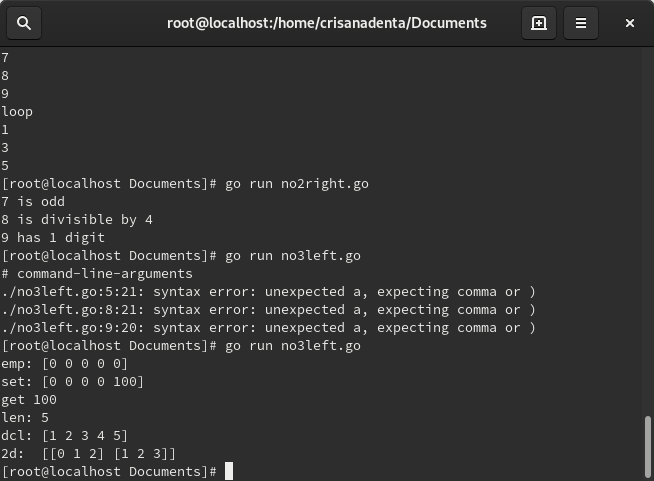 root@localhost:/home/crisanadenta/Documents
7
8
9
loop
1
3
5
[root@localhost Documents]# go run no2right.go
7 is odd
8 is divisible by 4
9 has 1 digit
[root@localhost Documents]# go run no3left.go
# command-line-arguments
./no3left.go:5:21: syntax error: unexpected a, expecting comma or )
./no3left.go:8:21: syntax error: unexpected a, expecting comma or )
./no3left.go:9:20: syntax error: unexpected a, expecting comma or )
[root@localhost Documents]# go run no3left.go
emp: [0 0 0 0 0]
set: [0 0 0 0 100]
get 100
len: 5
dcl: [1 2 3 4 5]
2d:  [[0 1 2] [1 2 3]]
[root@localhost Documents]#